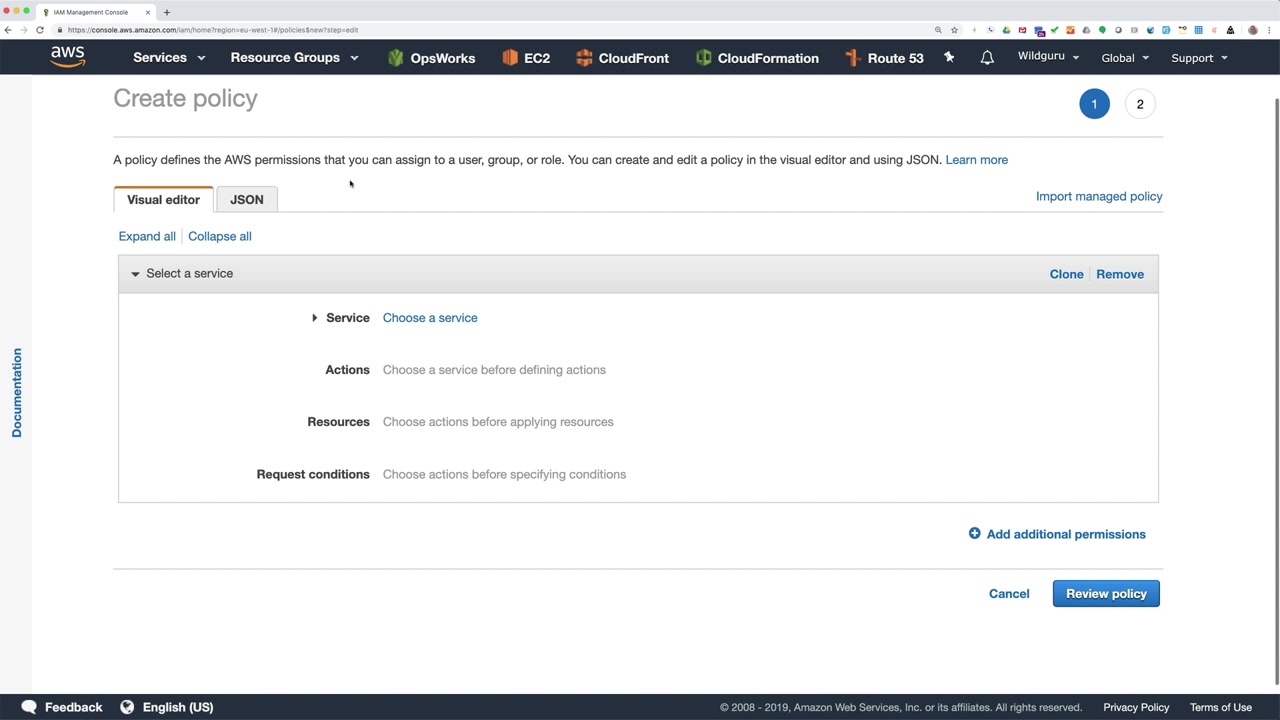 IAM Management Console
https://console.aws.amazon.com/iam/home?region=eu-west-1#/policies$new?step=edit
aws Services Resource Groups OpsWorks EC2 CloudFront CloudFormation Route 53 Wildguru Global Support
Create policy
1 2
A policy defines the AWS permissions that you can assign to a user, group, or role. You can create and edit a policy in the visual editor and using JSON. Learn more
Visual editor JSON Import managed policy
Expand all Collapse all
Select a service Clone Remove
Service Choose a service
Actions Choose a service before defining actions
Resources Choose actions before applying resources
Request conditions Choose actions before specifying conditions
Documentation
Add additional permissions
Cancel Review policy
Feedback English (US) © 2008 - 2019, Amazon Web Services, Inc. or its affiliates. All rights reserved. Privacy Policy Terms of Use